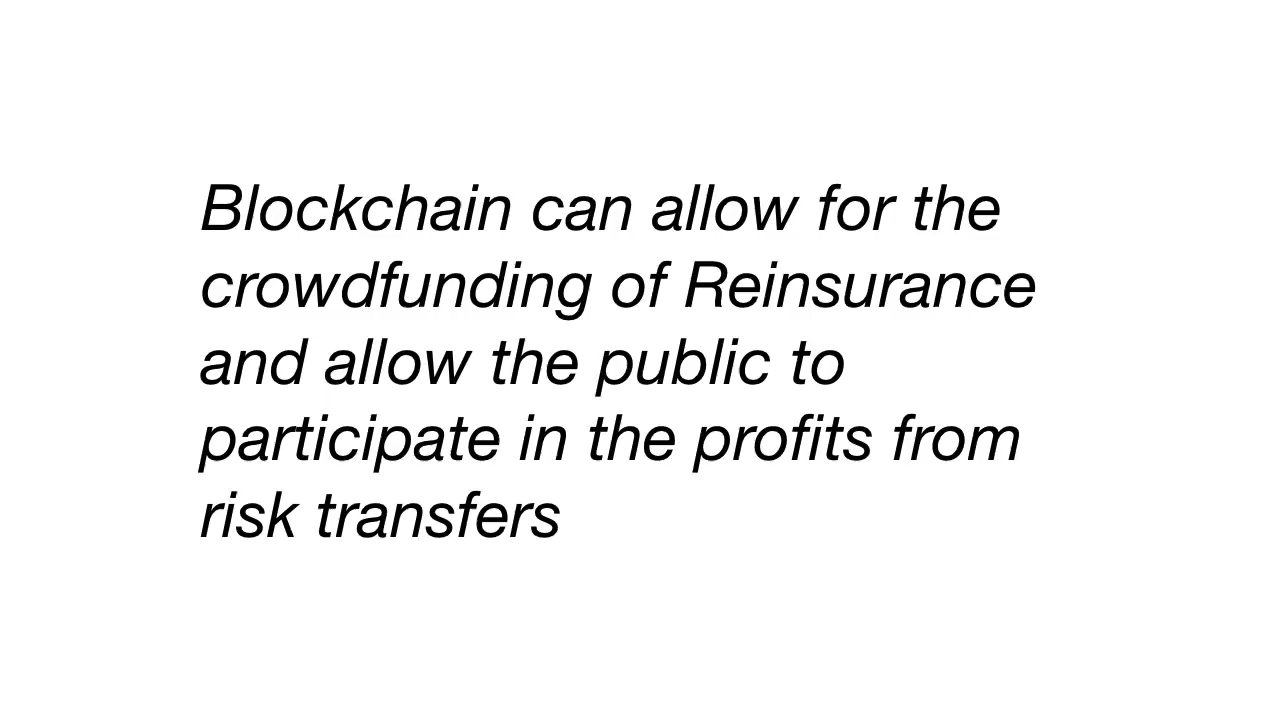 Blockchain can allow for the
crowdfunding of Reinsurance
and allow the public to
participate in the profits from
risk transfers